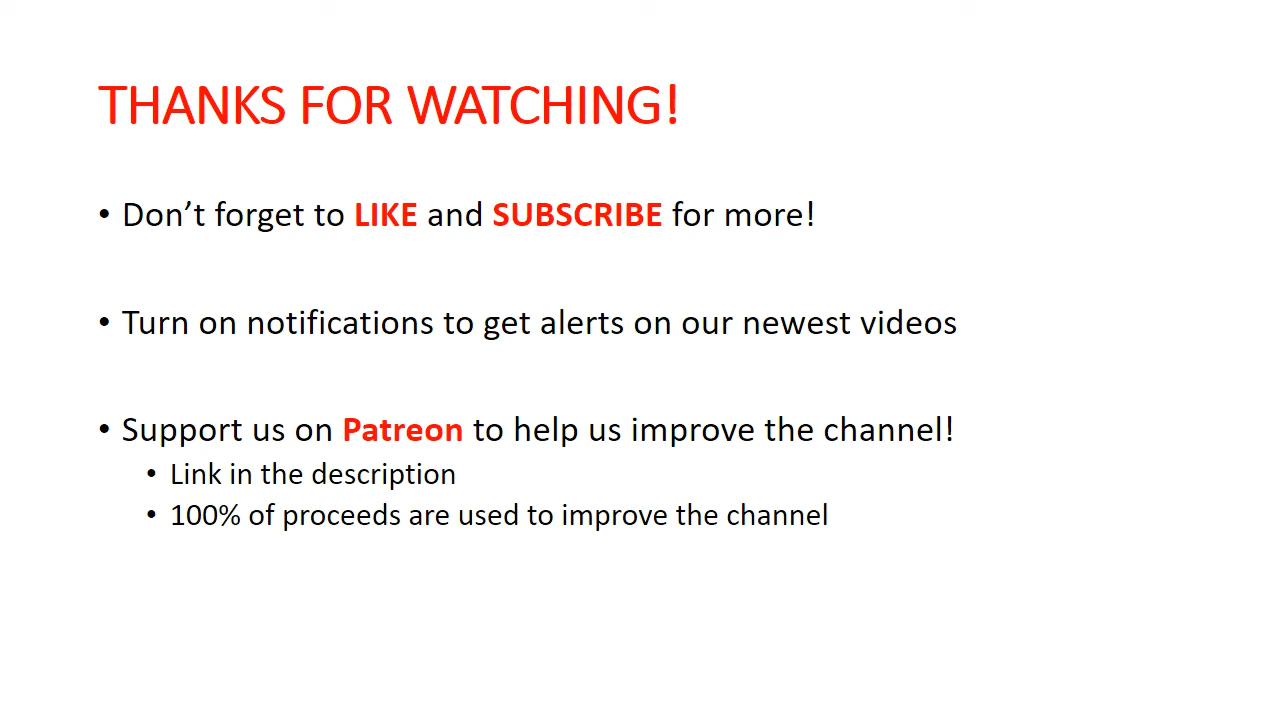 THANKS FOR WATCHING!
• Don’t forget to LIKE and SUBSCRIBE for more!
• Turn on notifications to get alerts on our newest videos
• Support us on Patreon to help us improve the channel!
• Link in the description
• 100% of proceeds are used to improve the channel